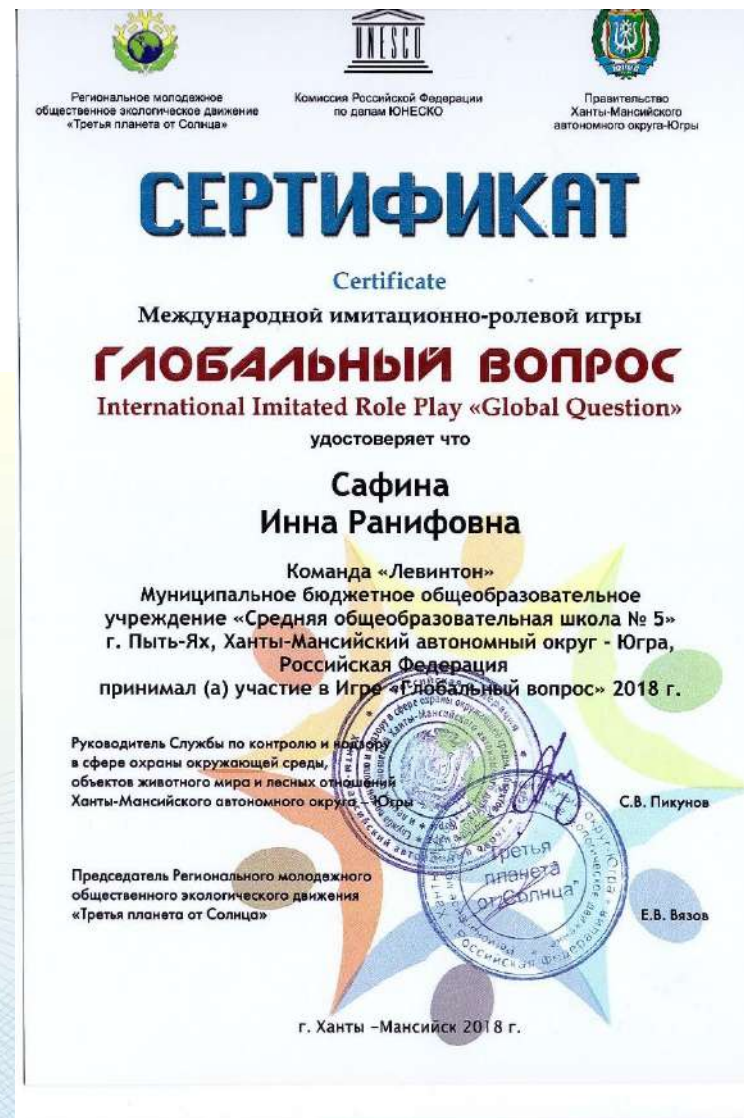 UNESCO
Региональное молодежное
общественное экологическое движение
«Третья планета от Солнца»
Комиссия Российской Федерации
по делам ЮНЕСКО
Правительство
Ханты-Мансийского
автономного округа-Югры
СЕРТИФИКАТ
Certificate
Международной имитационно-ролевой игры
ГЛОБАЛЬНЫЙ ВОПРОС
International Imitated Role Play «Global Question»
удостоверяет что
Сафина
Инна Ранифовна
Команда «Левинтон»
Муниципальное бюджетное общеобразовательное
учреждение «Средняя общеобразовательная школа № 5»
г. Пыть-Ях, Ханты-Мансийский автономный округ - Югра,
Российская Федерация
принимал (а) участие в Игре «Глобальный вопрос» 2018 г.
Руководитель Службы по контролю и надзору
в сфере охраны окружающей среды,
объектов животного мира и лесных отношений
Ханты-Мансийского автономного округа – Югры
С.В. Пикунов
Третья
планета
от Солнца
Председатель Регионального молодежного
общественного экологического движения
«Третья планета от Солнца»
Е.В. Вязов
г. Ханты –Мансийск 2018 г.